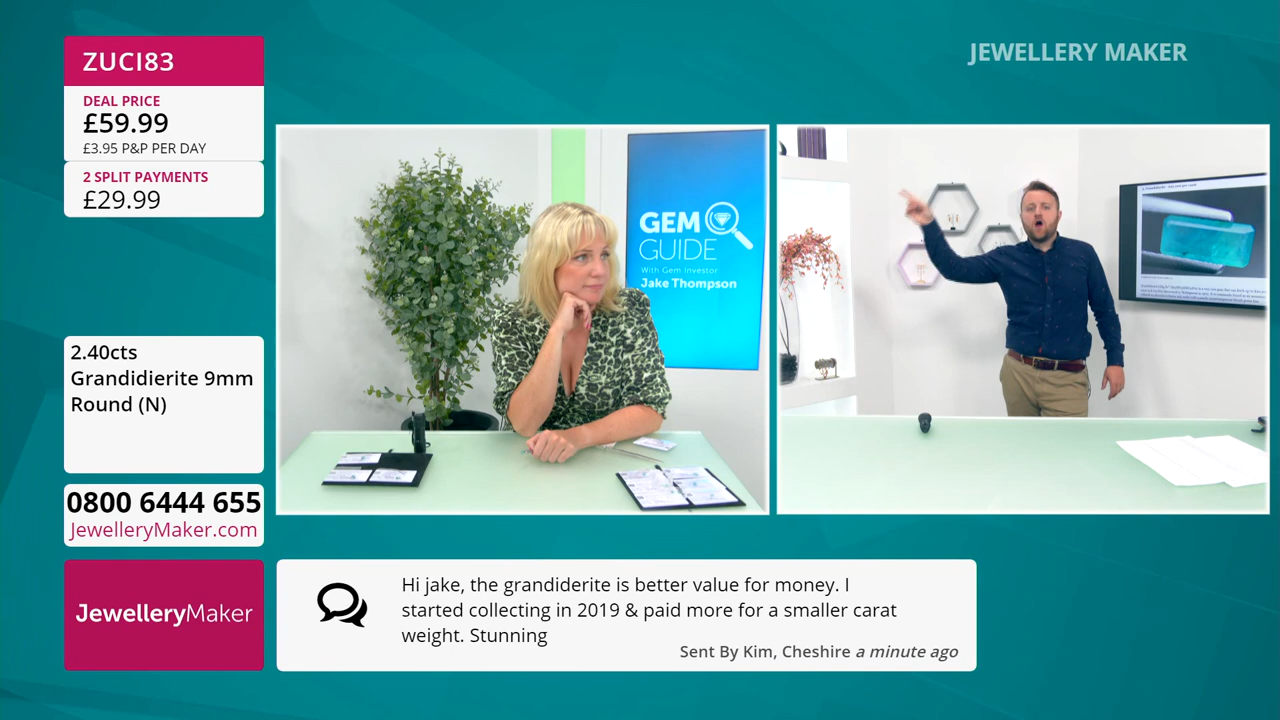 ZUCI83
DEAL PRICE
£59.99
£3.95 P&P PER DAY
2 SPLIT PAYMENTS
£29.99
2.40cts
Grandidierite 9mm
Round (N)
0800 6444 655
JewelleryMaker.com
JewelleryMaker
JEWELLERY MAKER
GEM
GUIDE
With Gem Investor
Jake Thompson
Hi jake, the grandiderite is better value for money. I
started collecting in 2019 & paid more for a smaller carat
weight. Stunning
Sent By Kim, Cheshire a minute ago